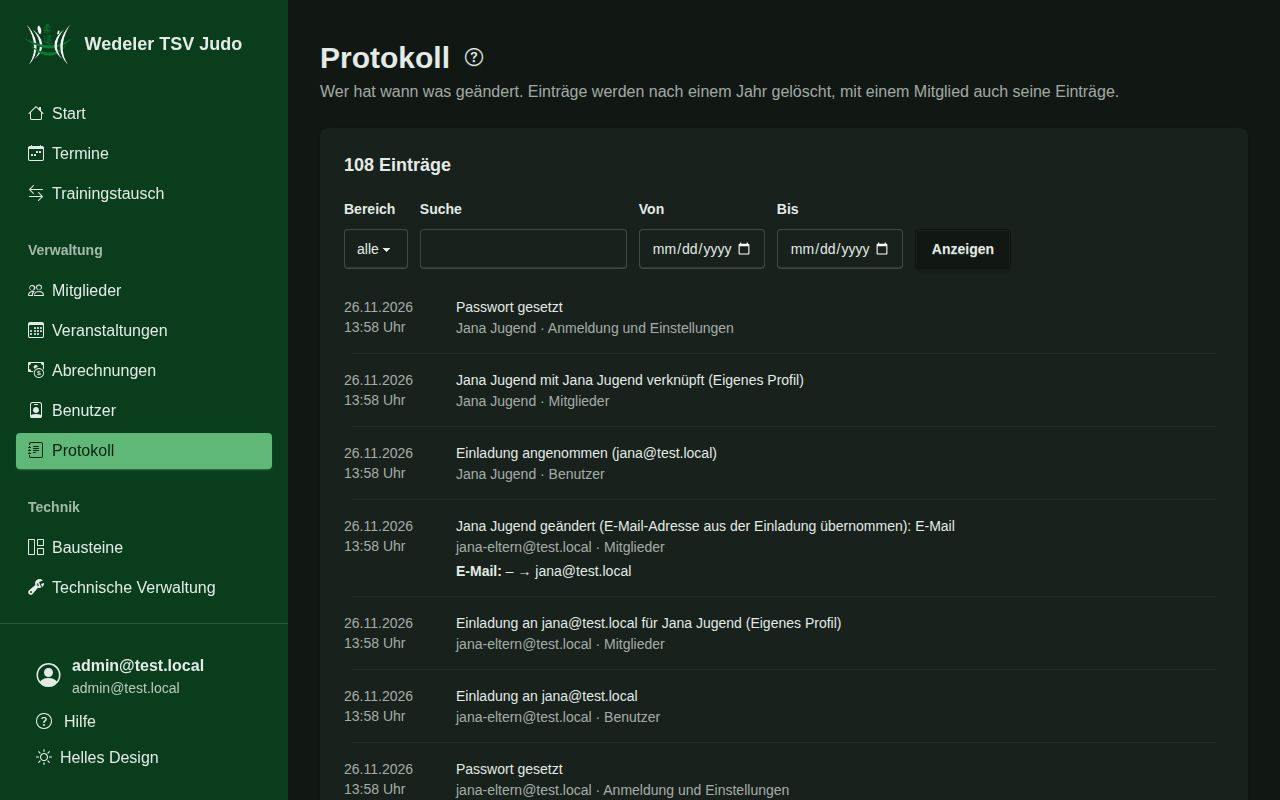 Wedeler TSV Judo
Start
Termine
Trainingstausch
Verwaltung
Mitglieder
Veranstaltungen
Abrechnungen
Benutzer
Protokoll
Technik
Bausteine
Technische Verwaltung
admin@test.local
admin@test.local
Hilfe
Helles Design
Protokoll
Wer hat wann was geändert. Einträge werden nach einem Jahr gelöscht, mit einem Mitglied auch seine Einträge.
108 Einträge
Bereich Suche Von Bis
alle mm/dd/yyyy mm/dd/yyyy Anzeigen
26.11.2026 Passwort gesetzt
13:58 Uhr Jana Jugend · Anmeldung und Einstellungen
26.11.2026 Jana Jugend mit Jana Jugend verknüpft (Eigenes Profil)
13:58 Uhr Jana Jugend · Mitglieder
26.11.2026 Einladung angenommen (jana@test.local)
13:58 Uhr Jana Jugend · Benutzer
26.11.2026 Jana Jugend geändert (E-Mail-Adresse aus der Einladung übernommen): E-Mail
13:58 Uhr jana-eltern@test.local · Mitglieder
E-Mail: – → jana@test.local
26.11.2026 Einladung an jana@test.local für Jana Jugend (Eigenes Profil)
13:58 Uhr jana-eltern@test.local · Mitglieder
26.11.2026 Einladung an jana@test.local
13:58 Uhr jana-eltern@test.local · Benutzer
26.11.2026 Passwort gesetzt
13:58 Uhr jana-eltern@test.local · Anmeldung und Einstellungen